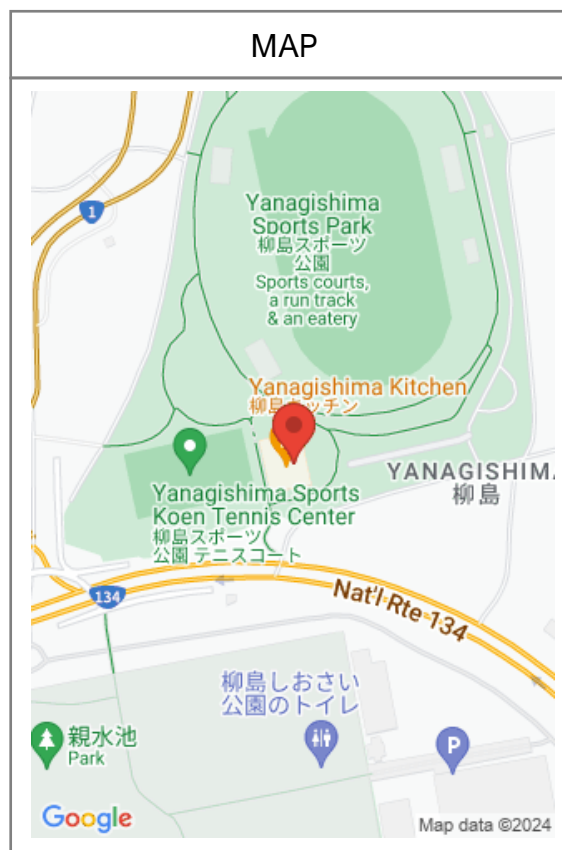 MAP
1
Yanagishima
Sports Park
柳島スポーツ
公園
Sports courts,
a run track
& an eatery
Yanagishima Kitchen
柳島キッチン
YANAGISHIMA
柳島
Yanagishima Sports
Koen Tennis Center
柳島スポーツ
公園 テニスコート
134
Nat'l Rte 134
柳島しおさい
公園のトイレ
親水池
Park
P
Google
Map data ©2024